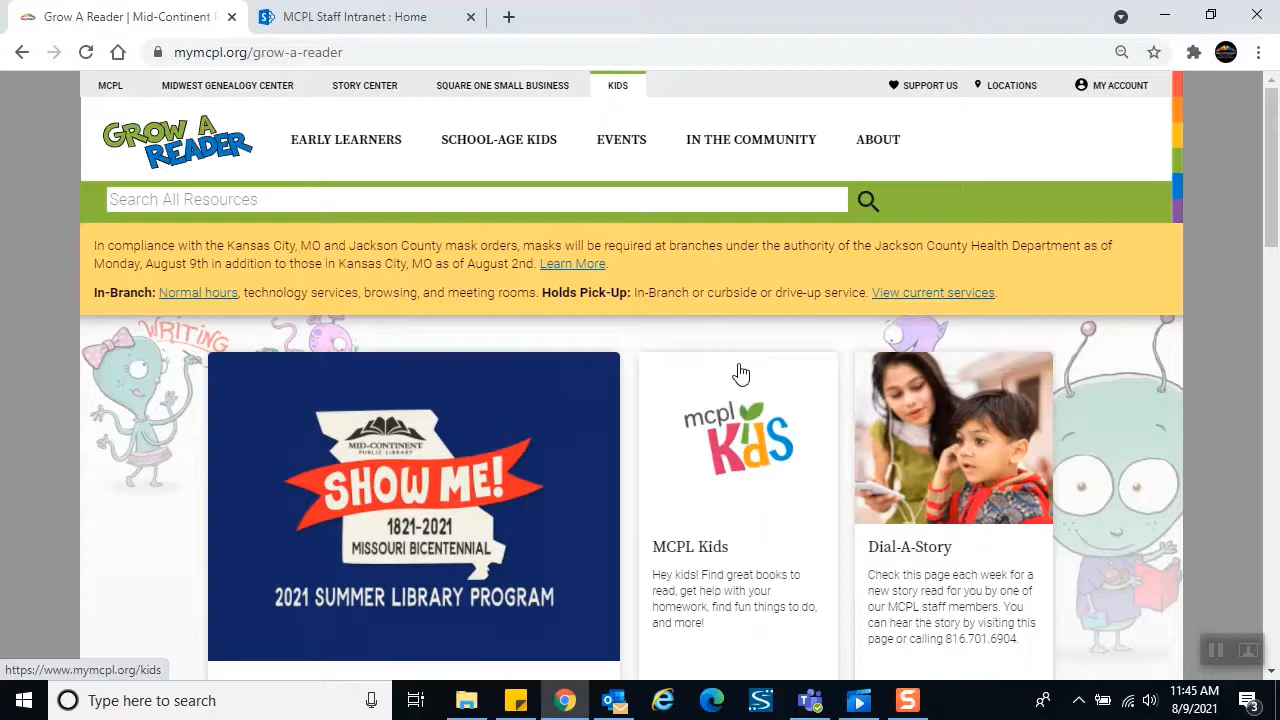 Grow A Reader | Mid-Continent P
MCPL Staff Intranet : Home
mymcpl.org/grow-a-reader
MCPL
MIDWEST GENEALOGY CENTER
STORY CENTER
SQUARE ONE SMALL BUSINESS
KIDS
SUPPORT US
LOCATIONS
MY ACCOUNT
GROW A READER
EARLY LEARNERS
SCHOOL-AGE KIDS
EVENTS
IN THE COMMUNITY
ABOUT
Search All Resources
In compliance with the Kansas City, MO and Jackson County mask orders, masks will be required at branches under the authority of the Jackson County Health Department as of
Monday, August 9th in addition to those in Kansas City, MO as of August 2nd. Learn More.
In-Branch: Normal hours, technology services, browsing, and meeting rooms. Holds Pick-Up: In-Branch or curbside or drive-up service. View current services.
WRITING
MID-CONTINENT
PUBLIC LIBRARY
SHOW ME!
1821-2021
MISSOURI BICENTENNIAL
2021 SUMMER LIBRARY PROGRAM
mcpl
Kids
MCPL Kids
Hey kids! Find great books to
read, get help with your
homework, find fun things to do,
and more!
Dial-A-Story
Check this page each week for a
new story read for you by one of
our MCPL staff members. You
can hear the story by visiting this
page or calling 816.701.6904.
https://www.mymcpl.org/kids
Type here to search
11:45 AM
8/9/2021
3